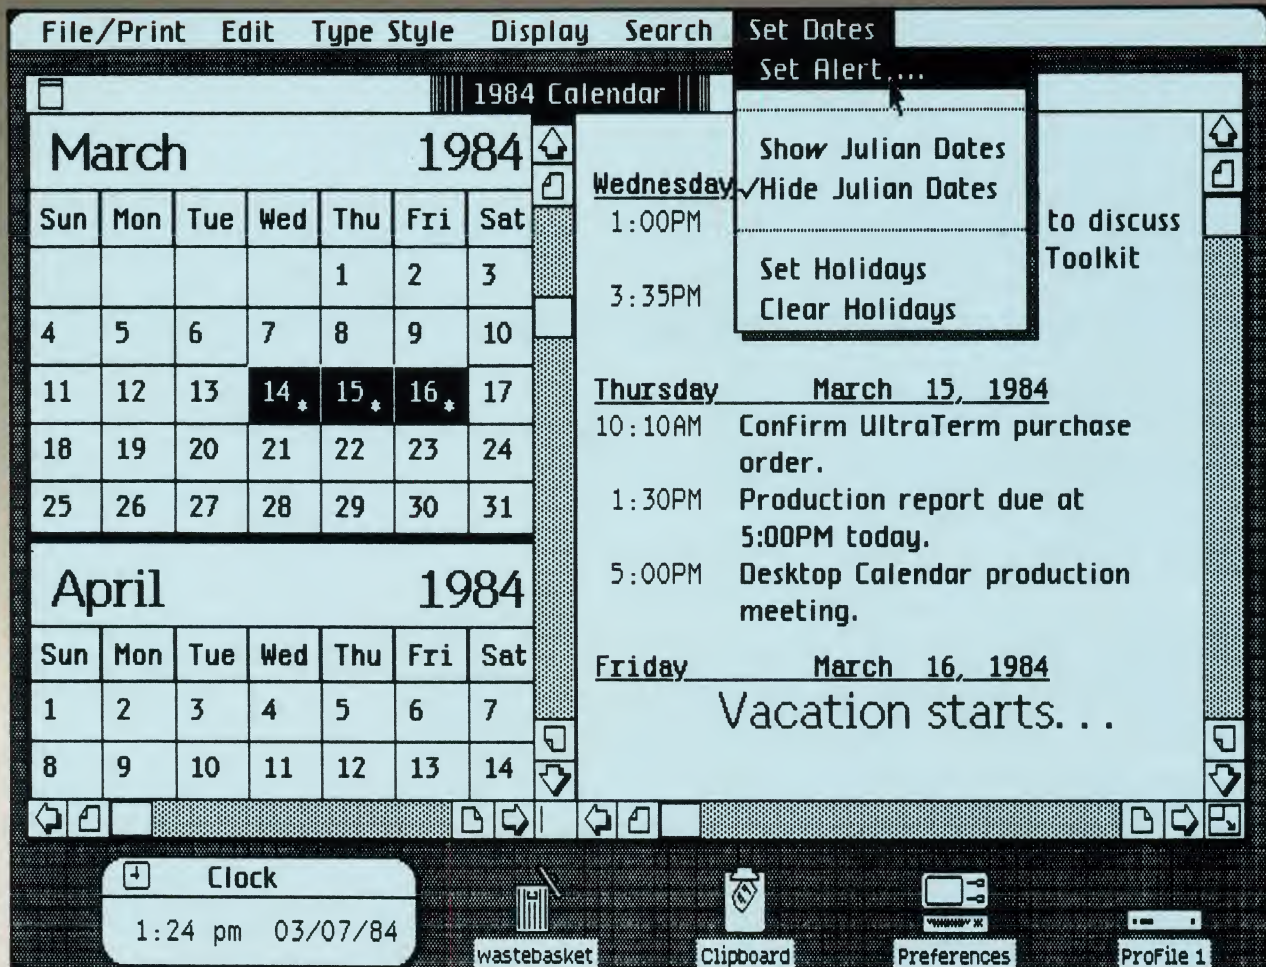 File/Print Edit Type Style Display Search Set Dates
Set Alert....
Show Julian Dates
✓Hide Julian Dates
Set Holidays
Clear Holidays
1984 Calendar
March 1984
Sun Mon Tue Wed Thu Fri Sat
1 2 3
4 5 6 7 8 9 10
11 12 13 14* 15* 16* 17
18 19 20 21 22 23 24
25 26 27 28 29 30 31
April 1984
Sun Mon Tue Wed Thu Fri Sat
1 2 3 4 5 6 7
8 9 10 11 12 13 14
Wednesday
1:00PM to discuss
Toolkit
3:35PM
Thursday March 15, 1984
10:10AM Confirm UltraTerm purchase
order.
1:30PM Production report due at
5:00PM today.
5:00PM Desktop Calendar production
meeting.
Friday March 16, 1984
Vacation starts...
Clock
1:24 pm 03/07/84
Wastebasket
Clipboard
Preferences
ProFile 1